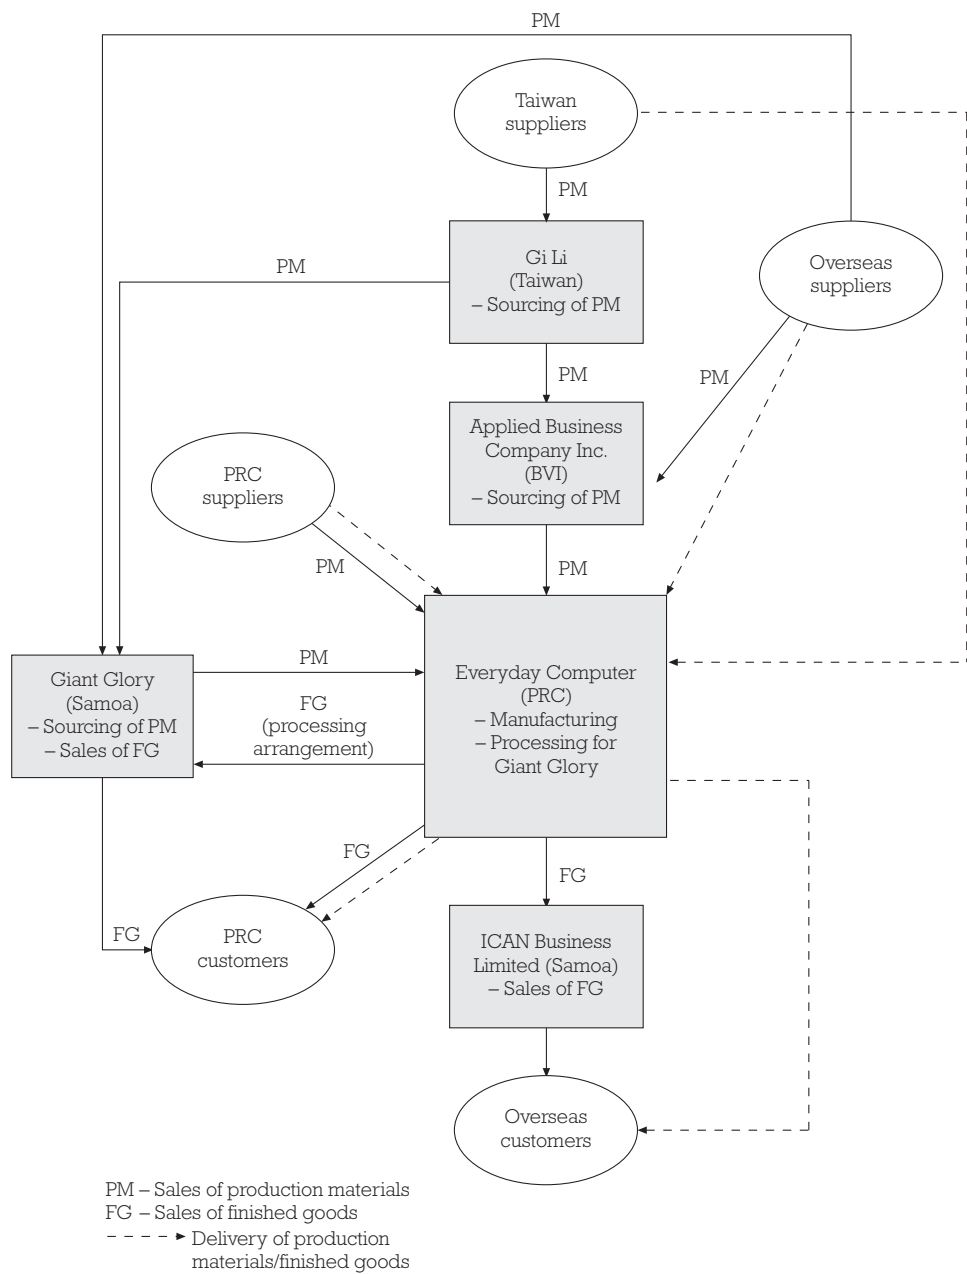 PM
Taiwan
suppliers
PM
Gi Li
(Taiwan)
– Sourcing of PM
Overseas
suppliers
PM
PM
PM
Applied Business
Company Inc.
(BVI)
– Sourcing of PM
PRC
suppliers
PM
PM
Giant Glory
(Samoa)
– Sourcing of PM
– Sales of FG
PM
FG
(processing
arrangement)
Everyday Computer
(PRC)
– Manufacturing
– Processing for
Giant Glory
FG
FG
FG
PRC
customers
ICAN Business
Limited (Samoa)
– Sales of FG
Overseas
customers
PM – Sales of production materials
FG – Sales of finished goods
Delivery of production
materials/finished goods